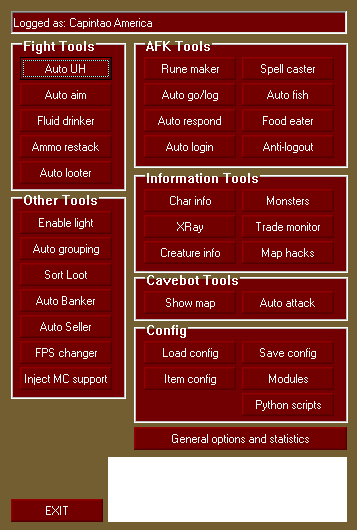 Logged as: Capintao America
Fight Tools
Auto UH
Auto aim
Fluid drinker
Ammo restack
Auto looter
Other Tools
Enable light
Auto grouping
Sort Loot
Auto Banker
Auto Seller
FPS changer
Inject MC support
AFK Tools
Rune maker
Spell caster
Auto go/log
Auto fish
Auto respond
Food eater
Auto login
Anti-logout
Information Tools
Char info
Monsters
XRay
Trade monitor
Creature info
Map hacks
Cavebot Tools
Show map
Auto attack
Config
Load config
Save config
Item config
Modules
Python scripts
General options and statistics
EXIT